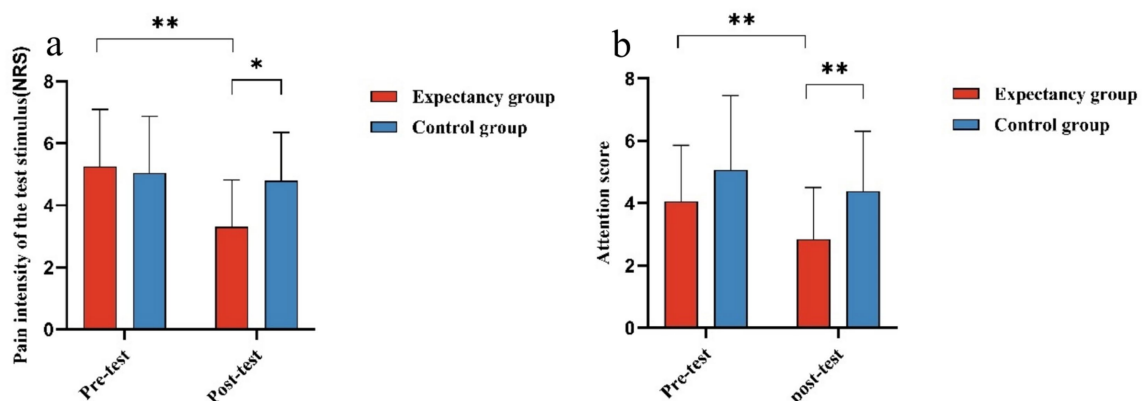 a
**
*
Pain intensity of the test stimulus(NRS)
8
6
4
2
0
Pre-test
Post-test
Expectancy group
Control group
b
**
**
Attention score
8
6
4
2
0
Pre-test
post-test
Expectancy group
Control group